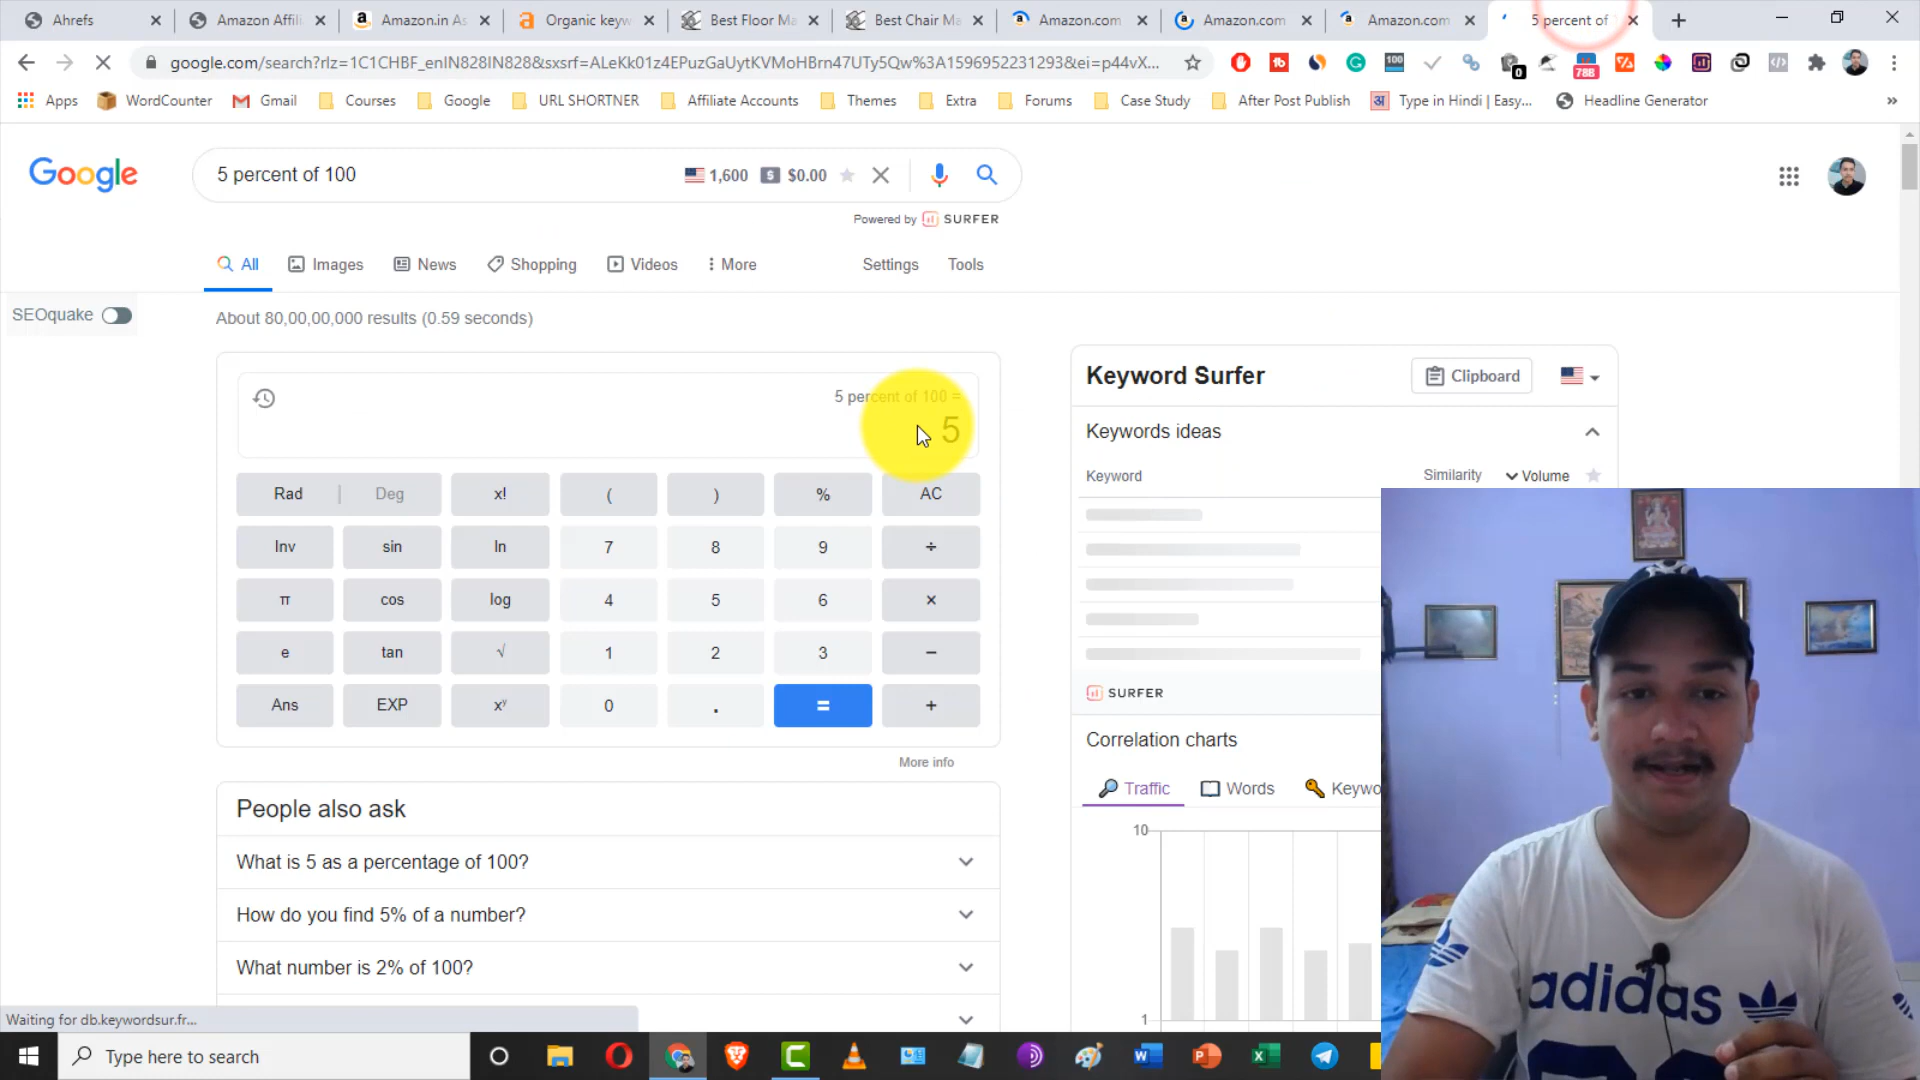 Ahrefs
Amazon Affili
Amazon.in As
Organic keyw
Best Floor Ma
Best Chair Ma
Amazon.com
Amazon.com
Amazon.com
5 percent of
google.com/search?rlz=1C1CHBF_enIN828IN828&sxsrf=ALeKk01z4EPuzGaUytKVMoHBrn47UTy5Qw%3A1596952231293&ei=p44vX...
100
0
788
Apps
WordCounter
Gmail
Courses
Google
URL SHORTNER
Affiliate Accounts
Themes
Extra
Forums
Case Study
After Post Publish
अ Type in Hindi | Easy...
Headline Generator
»
Google
5 percent of 100
1,600
$ $0.00
Powered by SURFER
All
Images
News
Shopping
Videos
More
Settings
Tools
SEOquake
About 80,00,00,000 results (0.59 seconds)
5 percent of 100 =
5
Rad | Deg x! ( ) % AC
Inv sin ln 7 8 9 ÷
π cos log 4 5 6 ×
e tan √ 1 2 3 −
Ans EXP xʸ 0 . = +
More info
People also ask
What is 5 as a percentage of 100?
How do you find 5% of a number?
What number is 2% of 100?
Keyword Surfer
Clipboard
Keywords ideas
Keyword
Similarity
Volume
SURFER
Correlation charts
Traffic
Words
Keywo
10
1
adidas
Waiting for db.keywordsur.fr...
Type here to search